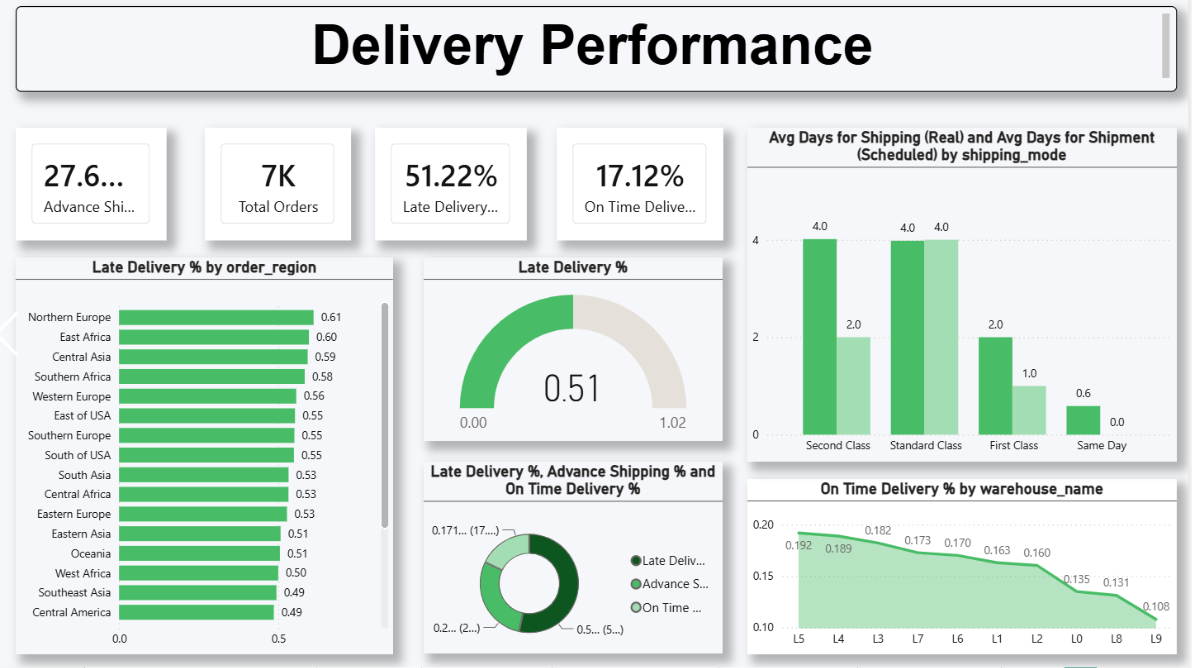 Delivery Performance
27.6...
Advance Shi...
7K
Total Orders
51.22%
Late Delivery...
17.12%
On Time Delive...
Avg Days for Shipping (Real) and Avg Days for Shipment
(Scheduled) by shipping_mode
4
2
0
4.0
2.0
4.0
4.0
2.0
1.0
0.6
0.0
Second Class
Standard Class
First Class
Same Day
Late Delivery % by order_region
Northern Europe 0.61
East Africa 0.60
Central Asia 0.59
Southern Africa 0.58
Western Europe 0.56
East of USA 0.55
Southern Europe 0.55
South of USA 0.55
South Asia 0.53
Central Africa 0.53
Eastern Europe 0.53
Eastern Asia 0.51
Oceania 0.51
West Africa 0.50
Southeast Asia 0.49
Central America 0.49
0.0 0.5
Late Delivery %
0.51
0.00 1.02
Late Delivery %, Advance Shipping % and
On Time Delivery %
0.171... (17....)
0.2... (2...)
0.5... (5...)
Late Deliv...
Advance S...
On Time ...
On Time Delivery % by warehouse_name
0.20
0.15
0.10
0.192
0.189
0.182
0.173
0.170
0.163
0.160
0.135
0.131
0.108
L5 L4 L3 L7 L6 L1 L2 L0 L8 L9